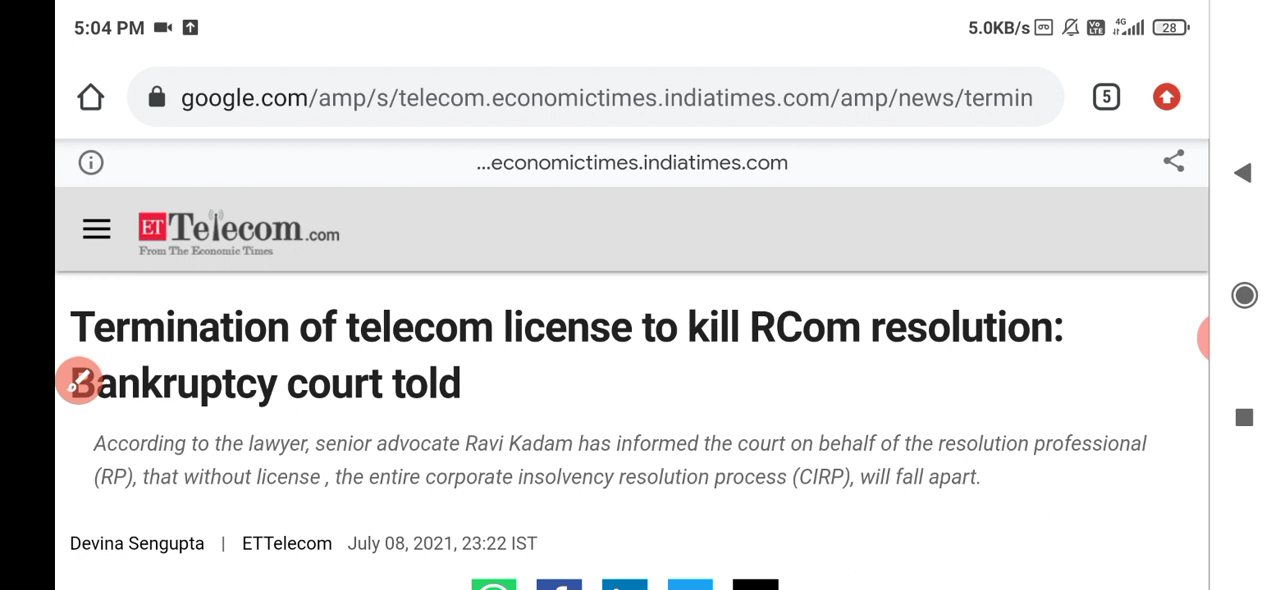 5:04 PM 5.0KB/s Vo LTE 4G 28
google.com/amp/s/telecom.economictimes.indiatimes.com/amp/news/termin 5
...economictimes.indiatimes.com
ET Telecom.com
From The Economic Times
Termination of telecom license to kill RCom resolution:
Bankruptcy court told
According to the lawyer, senior advocate Ravi Kadam has informed the court on behalf of the resolution professional
(RP), that without license , the entire corporate insolvency resolution process (CIRP), will fall apart.
Devina Sengupta | ETTelecom July 08, 2021, 23:22 IST